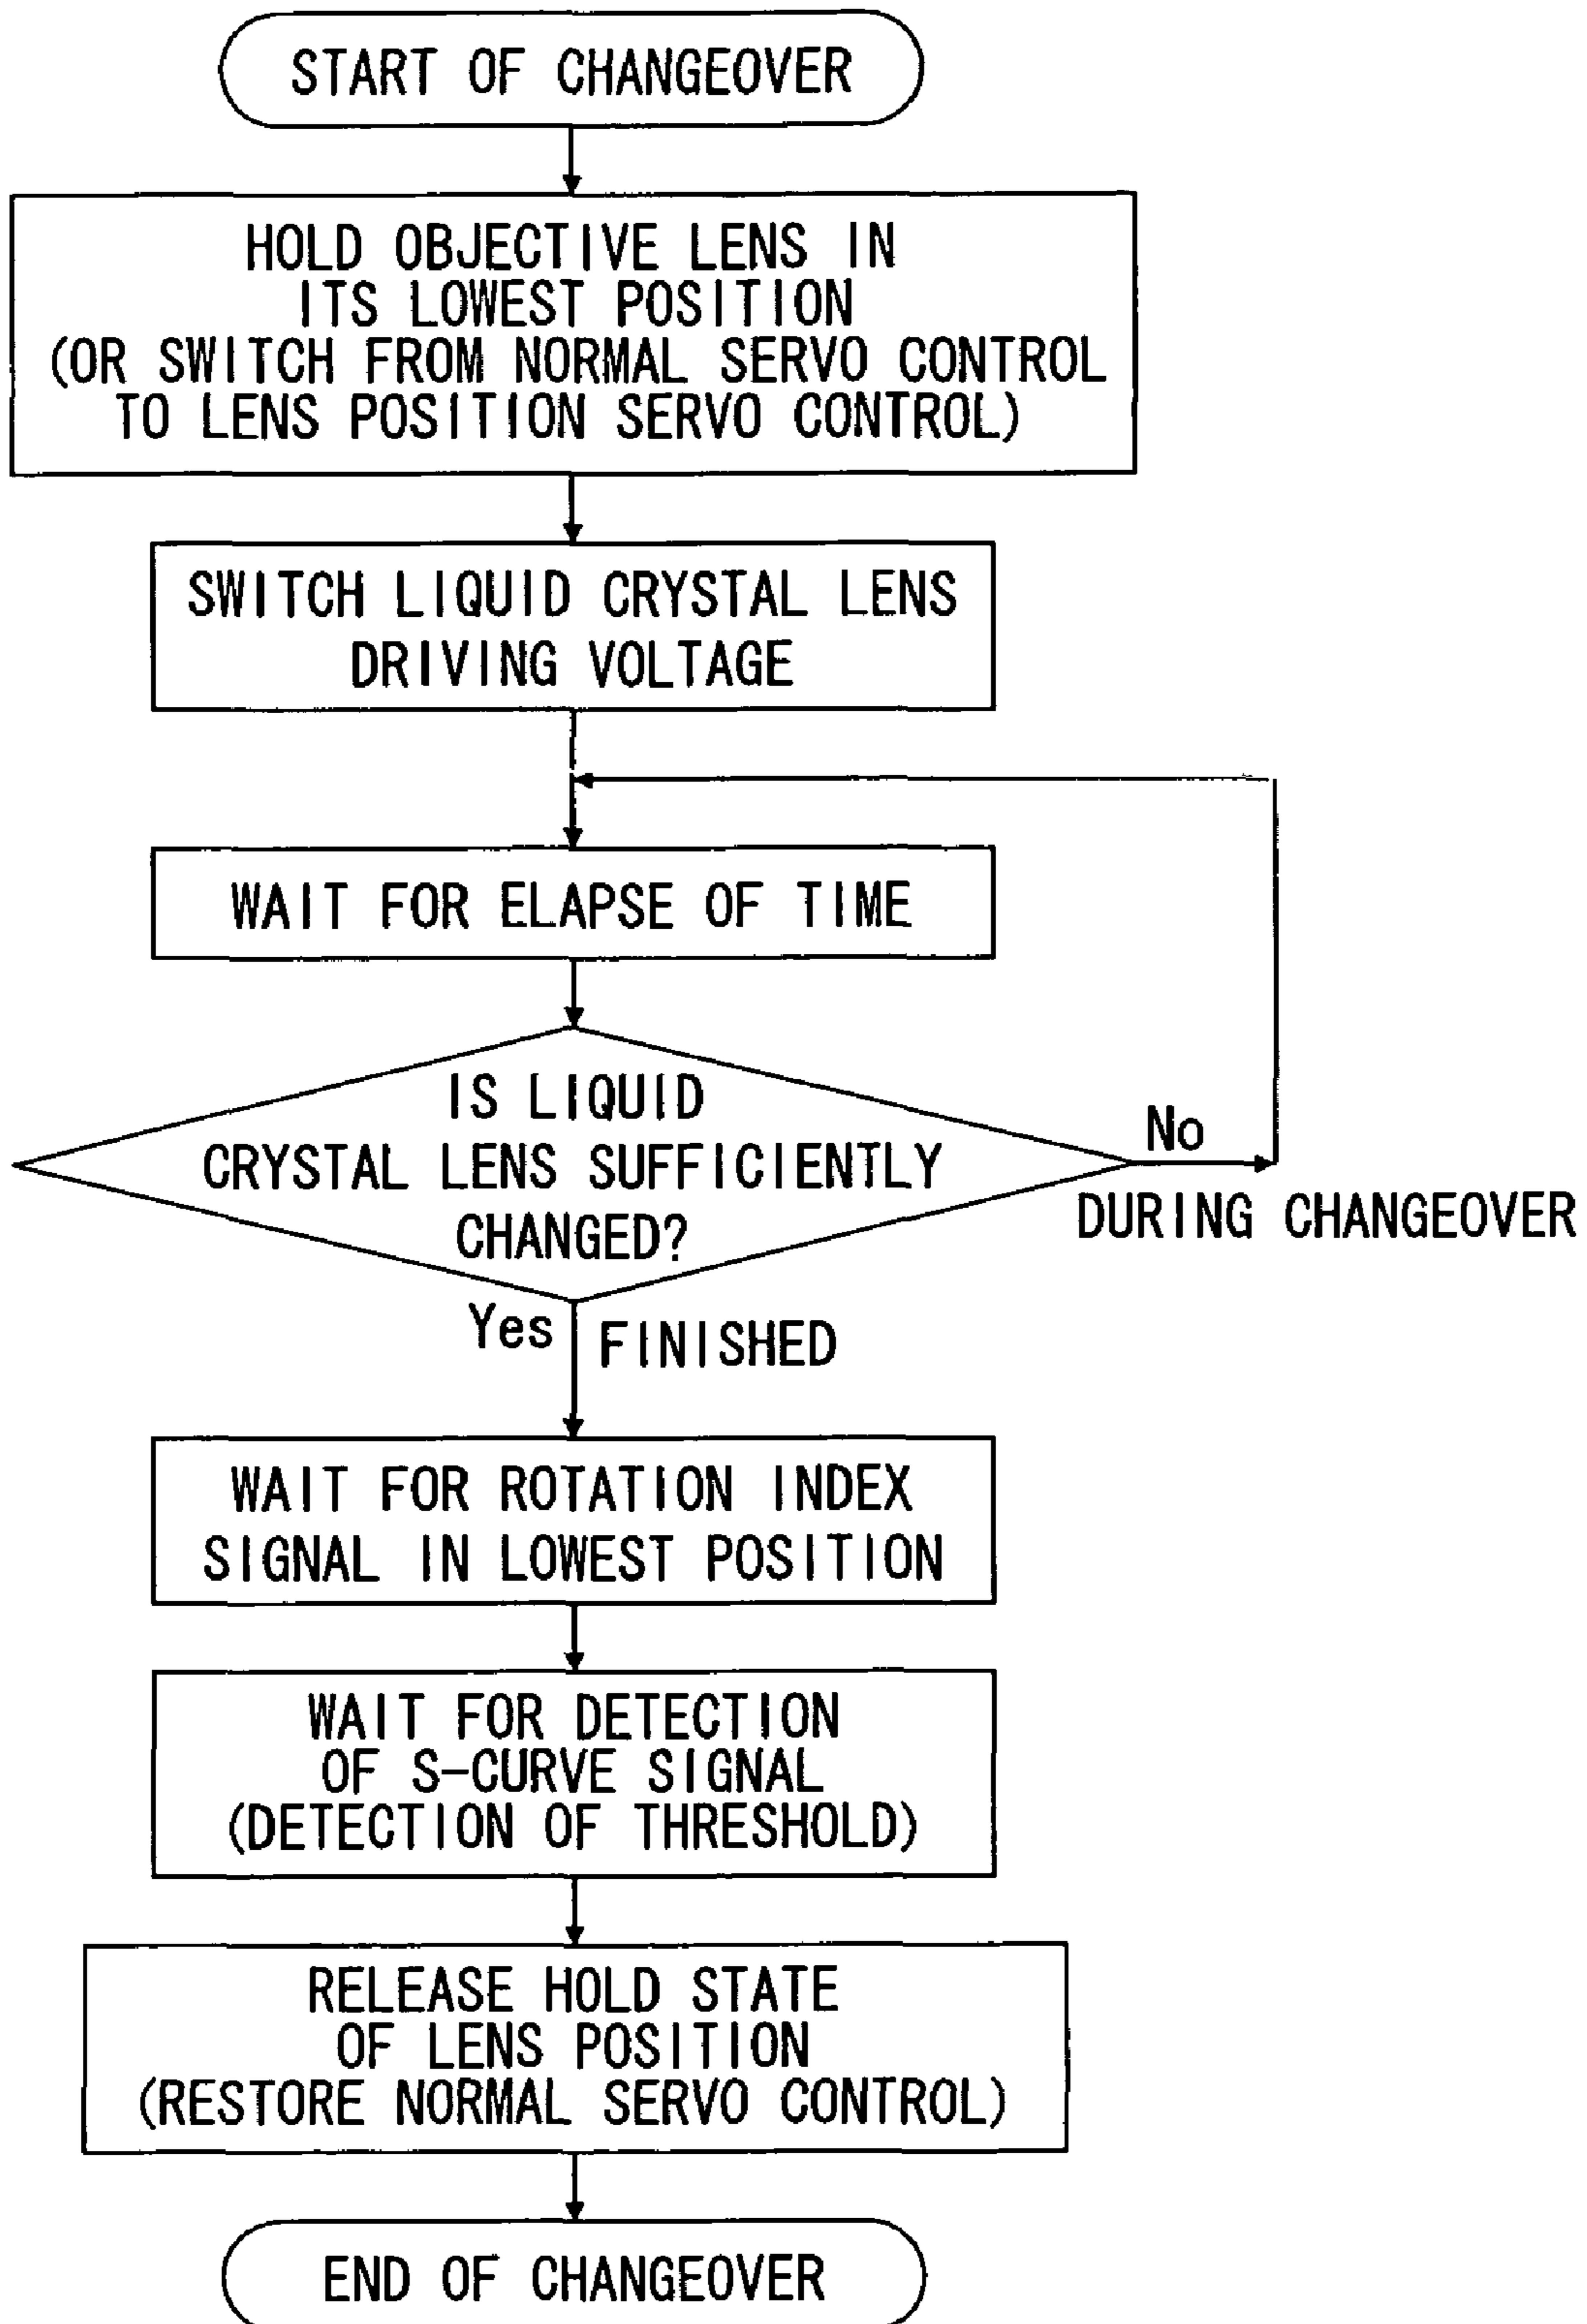 START OF CHANGEOVER
HOLD OBJECTIVE LENS IN
ITS LOWEST POSITION
(OR SWITCH FROM NORMAL SERVO CONTROL
TO LENS POSITION SERVO CONTROL)
SWITCH LIQUID CRYSTAL LENS
DRIVING VOLTAGE
WAIT FOR ELAPSE OF TIME
IS LIQUID
CRYSTAL LENS SUFFICIENTLY
CHANGED?
No
DURING CHANGEOVER
Yes
FINISHED
WAIT FOR ROTATION INDEX
SIGNAL IN LOWEST POSITION
WAIT FOR DETECTION
OF S-CURVE SIGNAL
(DETECTION OF THRESHOLD)
RELEASE HOLD STATE
OF LENS POSITION
(RESTORE NORMAL SERVO CONTROL)
END OF CHANGEOVER